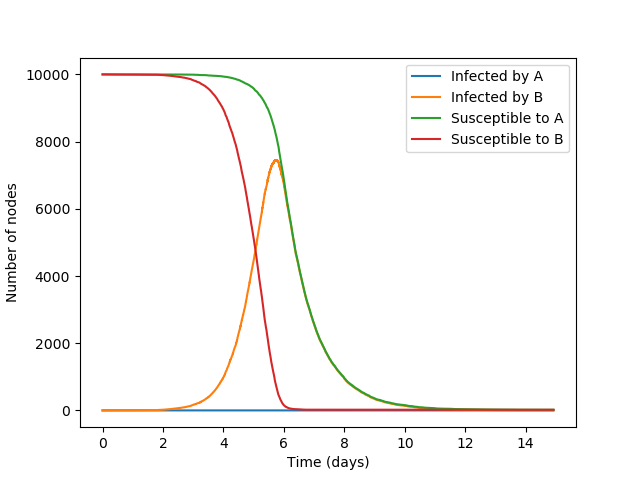 Infected by A
Infected by B
Susceptible to A
Susceptible to B
Number of nodes
10000
8000
6000
4000
2000
0
0 2 4 6 8 10 12 14
Time (days)